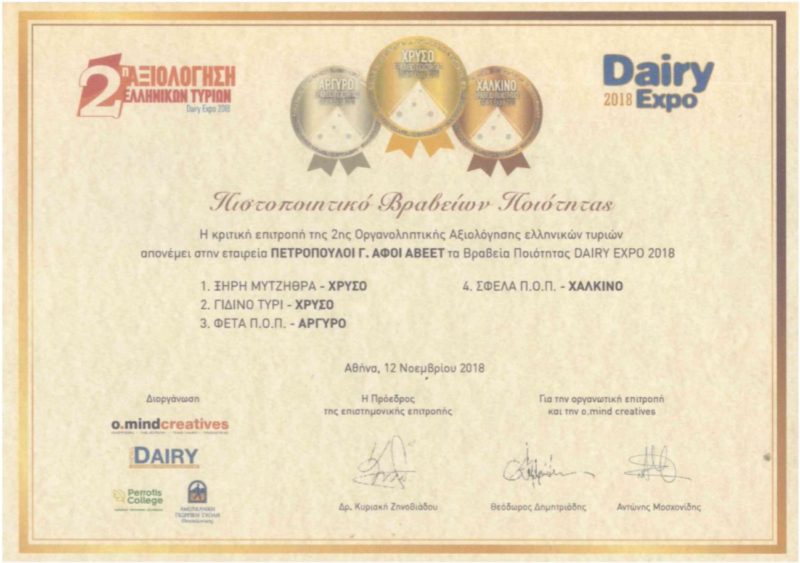 2η ΑΞΙΟΛΟΓΗΣΗ
ΕΛΛΗΝΙΚΩΝ ΤΥΡΙΩΝ
Dairy Expo 2018
ΑΡΓΥΡΟ
ΧΡΥΣΟ
ΧΑΛΚΙΝΟ
Dairy
2018 Expo
Πιστοποιητικό Βραβείων Ποιότητας
Η κριτική επιτροπή της 2ης Οργανοληπτικής Αξιολόγησης ελληνικών τυριών
απονέμει στην εταιρεία ΠΕΤΡΟΠΟΥΛΟΙ Γ. ΑΦΟΙ ΑΒΕΕΤ τα Βραβεία Ποιότητας DAIRY EXPO 2018
1. ΞΗΡΗ ΜΥΤΖΗΘΡΑ - ΧΡΥΣΟ
2. ΓΙΔΙΝΟ ΤΥΡΙ - ΧΡΥΣΟ
3. ΦΕΤΑ Π.Ο.Π. - ΑΡΓΥΡΟ
4. ΣΦΕΛΑ Π.Ο.Π. - ΧΑΛΚΙΝΟ
Αθήνα, 12 Νοεμβρίου 2018
Διοργάνωση
o.mindcreatives
DAIRY
Perrotis
College
ΑΜΕΡΙΚΑΝΙΚΗ
ΓΕΩΡΓΙΚΗ ΣΧΟΛΗ
Η Πρόεδρος
της επιστημονικής επιτροπής
Δρ. Κυριακή Ζηνοβιάδου
Για την οργανωτική επιτροπή
και την o.mind creatives
Θεόδωρος Δημητριάδης
Αντώνης Μοσχονίδης